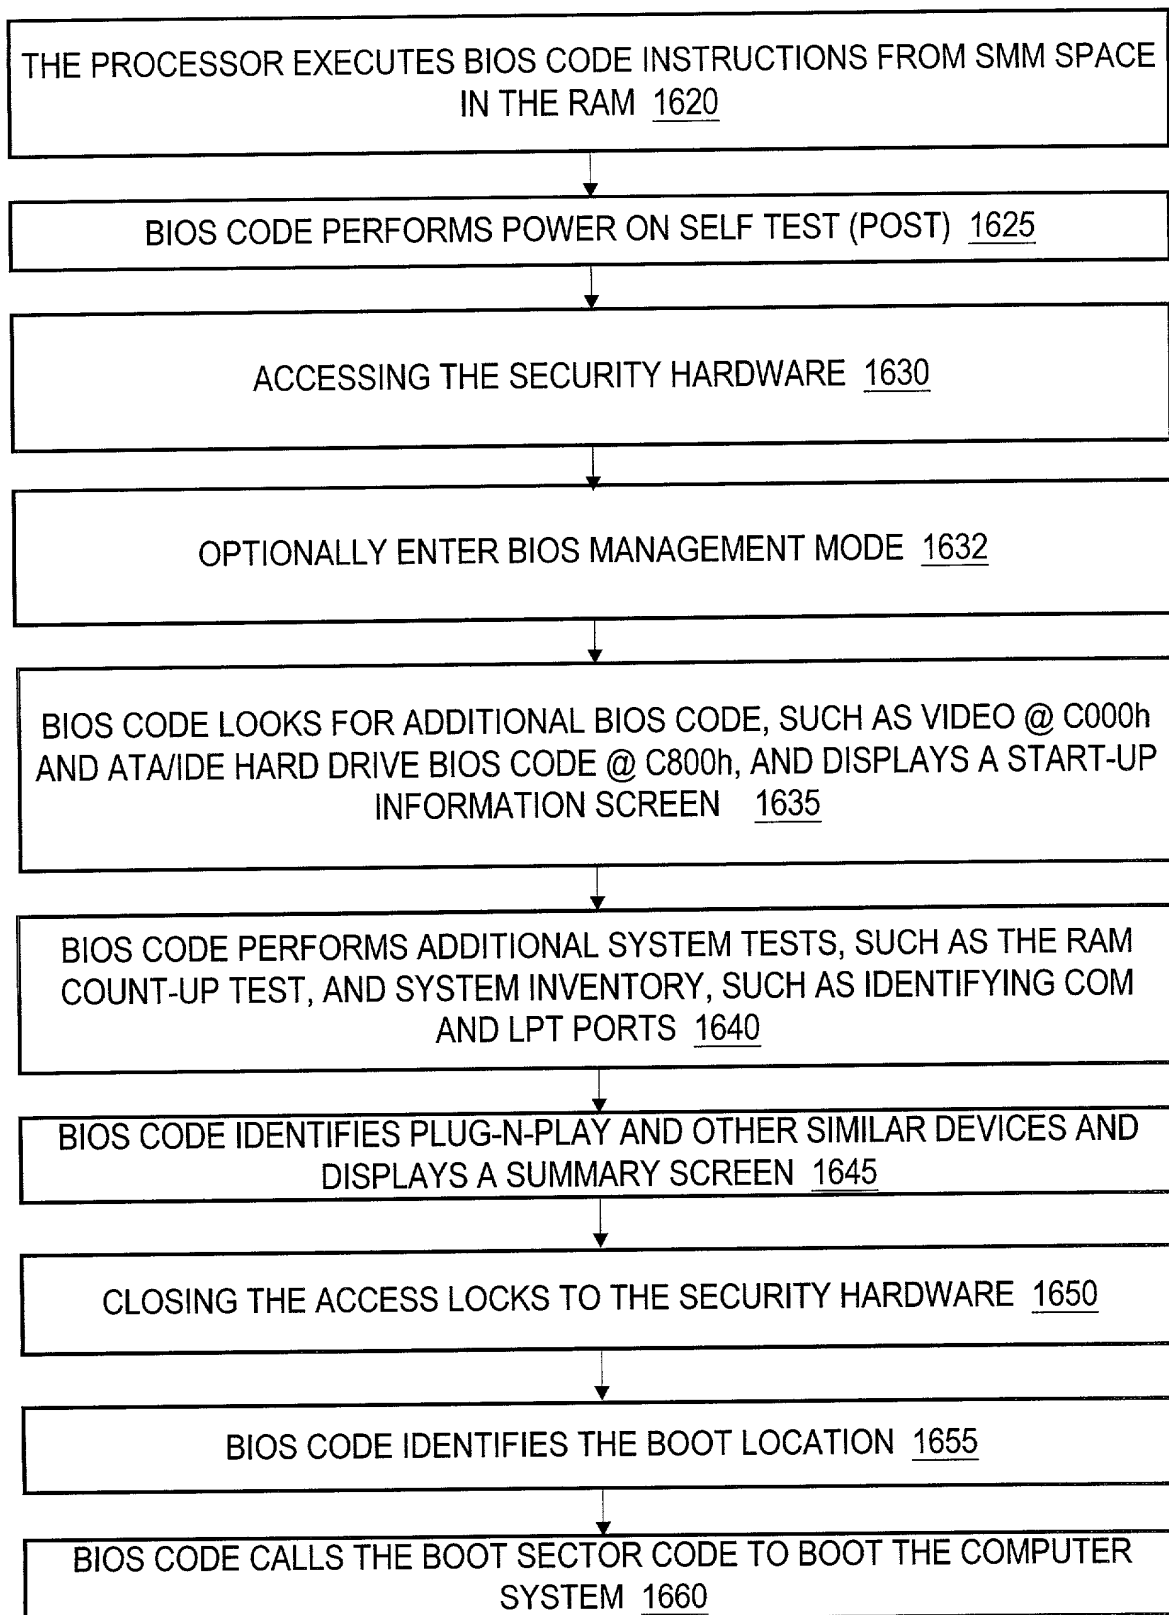 THE PROCESSOR EXECUTES BIOS CODE INSTRUCTIONS FROM SMM SPACE
IN THE RAM 1620
BIOS CODE PERFORMS POWER ON SELF TEST (POST) 1625
ACCESSING THE SECURITY HARDWARE 1630
OPTIONALLY ENTER BIOS MANAGEMENT MODE 1632
BIOS CODE LOOKS FOR ADDITIONAL BIOS CODE, SUCH AS VIDEO @ C000h
AND ATA/IDE HARD DRIVE BIOS CODE @ C800h, AND DISPLAYS A START-UP
INFORMATION SCREEN 1635
BIOS CODE PERFORMS ADDITIONAL SYSTEM TESTS, SUCH AS THE RAM
COUNT-UP TEST, AND SYSTEM INVENTORY, SUCH AS IDENTIFYING COM
AND LPT PORTS 1640
BIOS CODE IDENTIFIES PLUG-N-PLAY AND OTHER SIMILAR DEVICES AND
DISPLAYS A SUMMARY SCREEN 1645
CLOSING THE ACCESS LOCKS TO THE SECURITY HARDWARE 1650
BIOS CODE IDENTIFIES THE BOOT LOCATION 1655
BIOS CODE CALLS THE BOOT SECTOR CODE TO BOOT THE COMPUTER
SYSTEM 1660